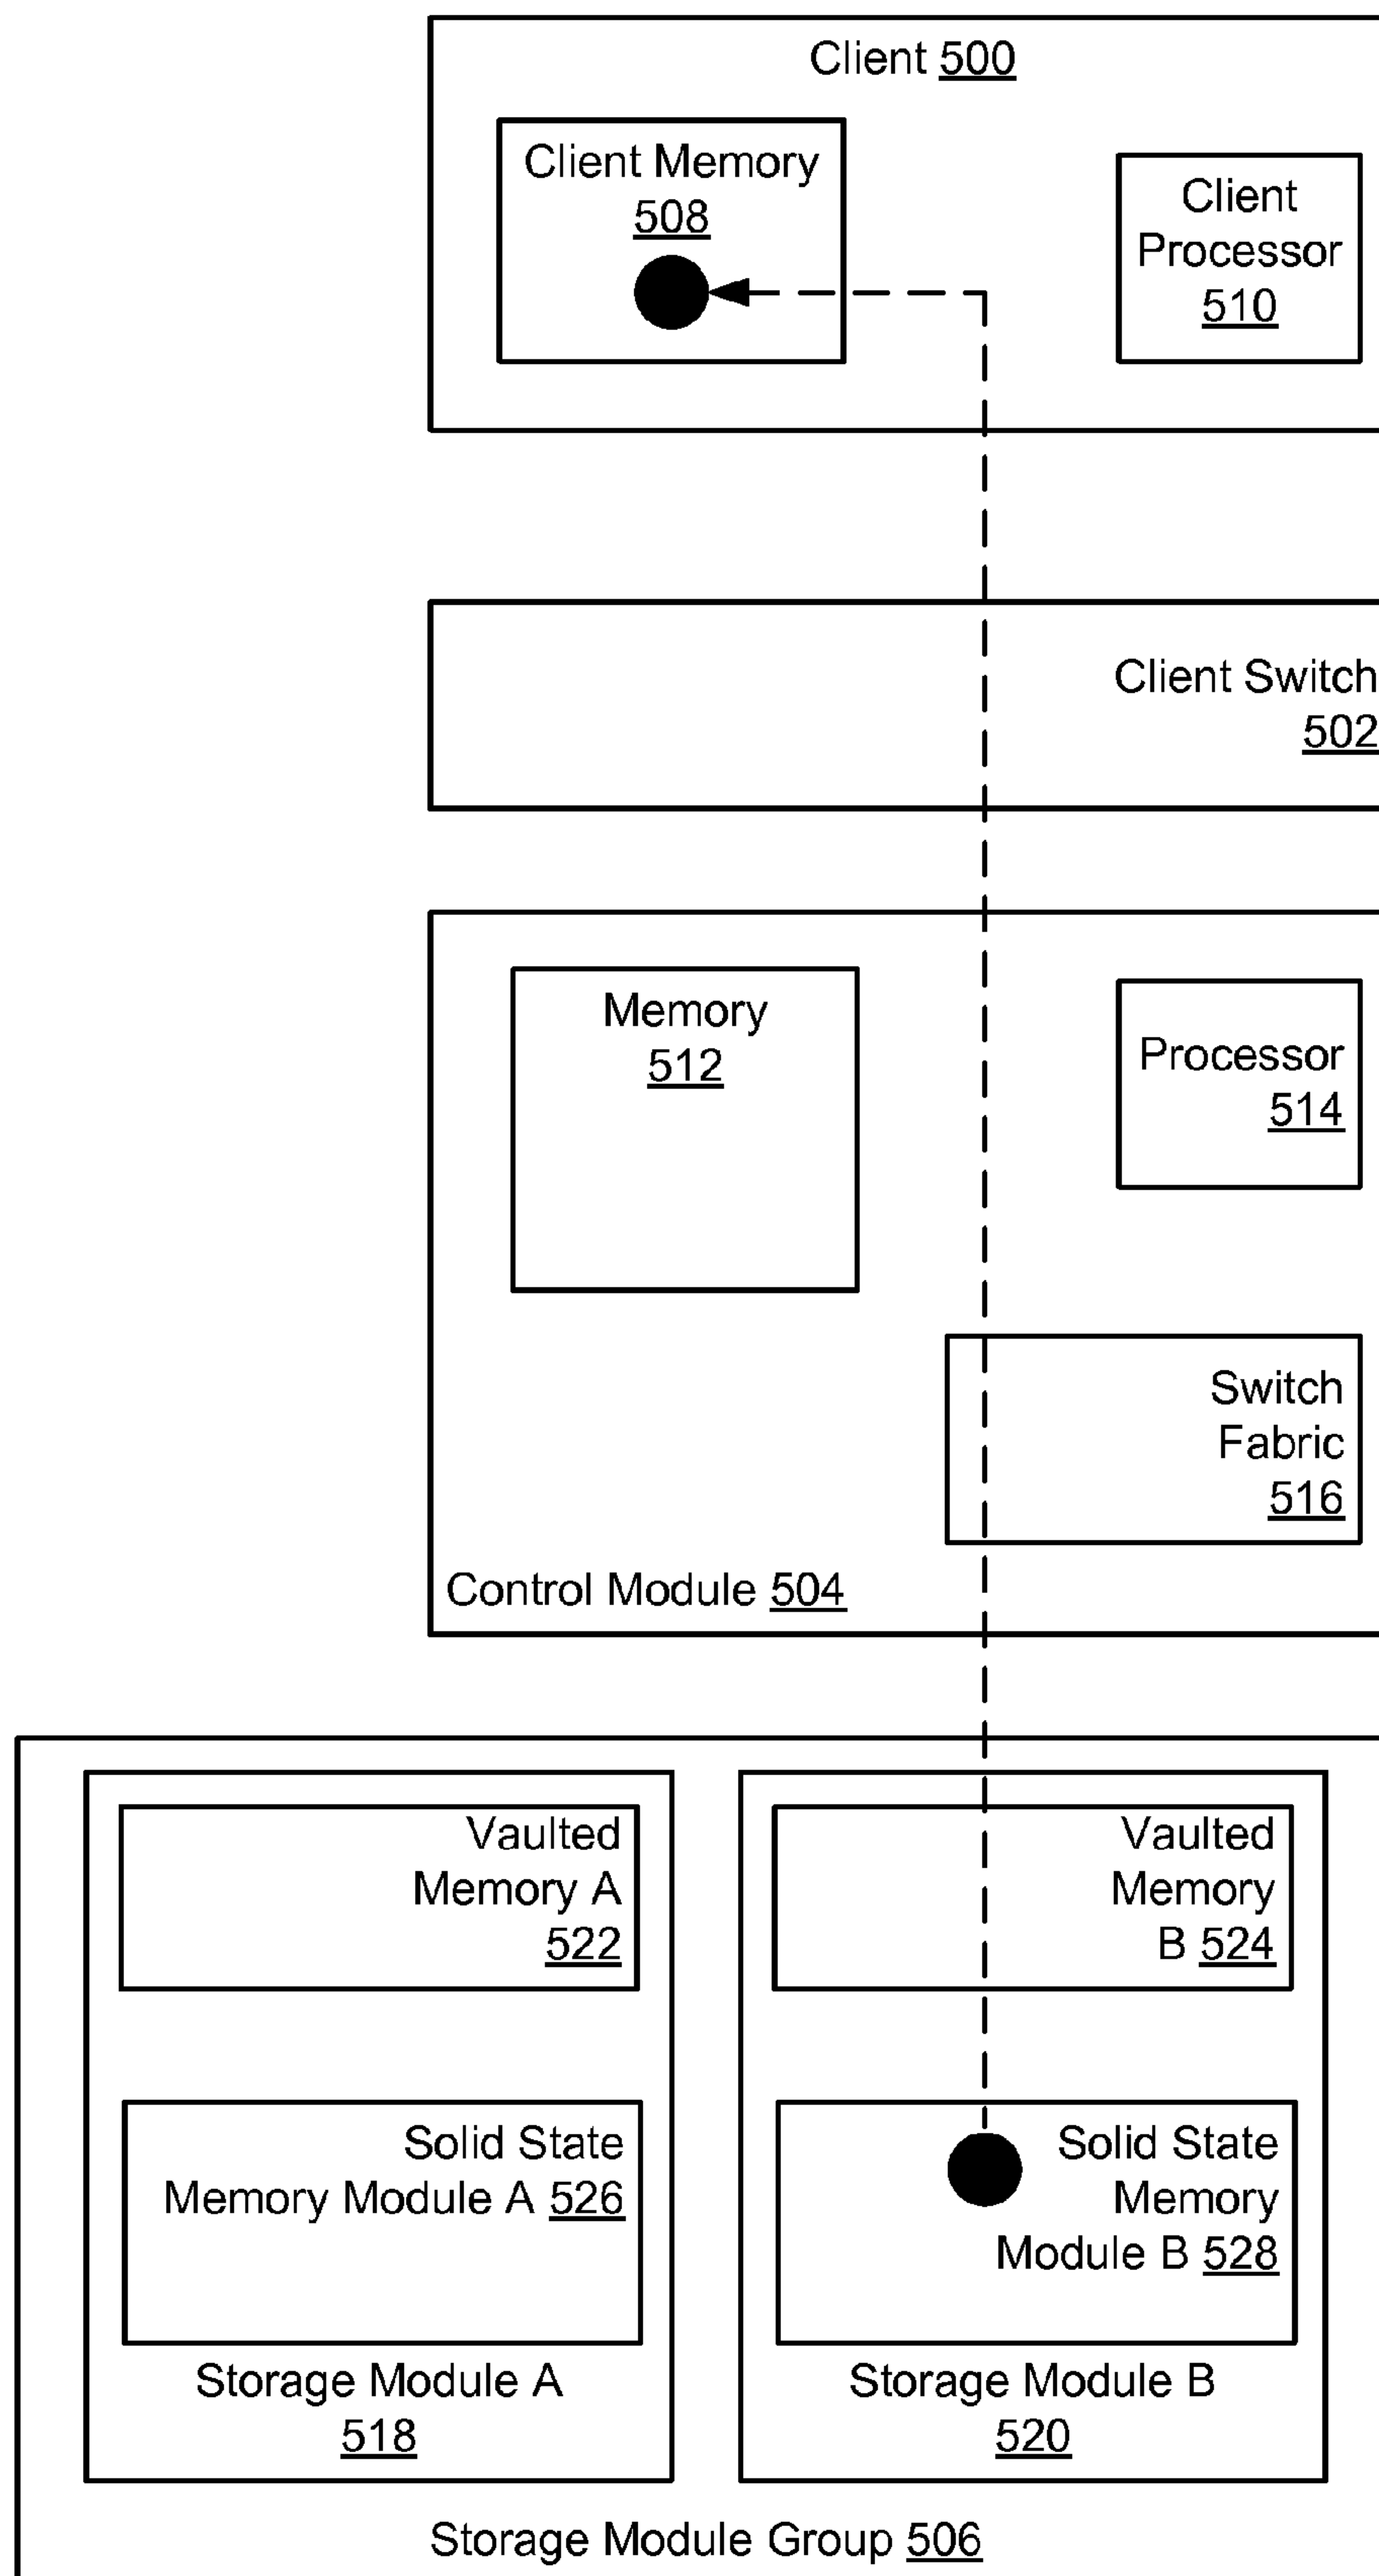 Client 500
Client Memory
508
Client
Processor
510
Client Switch
502
Memory
512
Processor
514
Switch
Fabric
516
Control Module 504
Vaulted
Memory A
522
Vaulted
Memory
B 524
Solid State
Memory Module A 526
Solid State
Memory
Module B 528
Storage Module A
518
Storage Module B
520
Storage Module Group 506